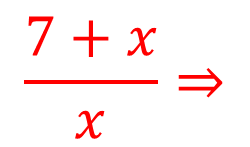 7 + x
x ⇒